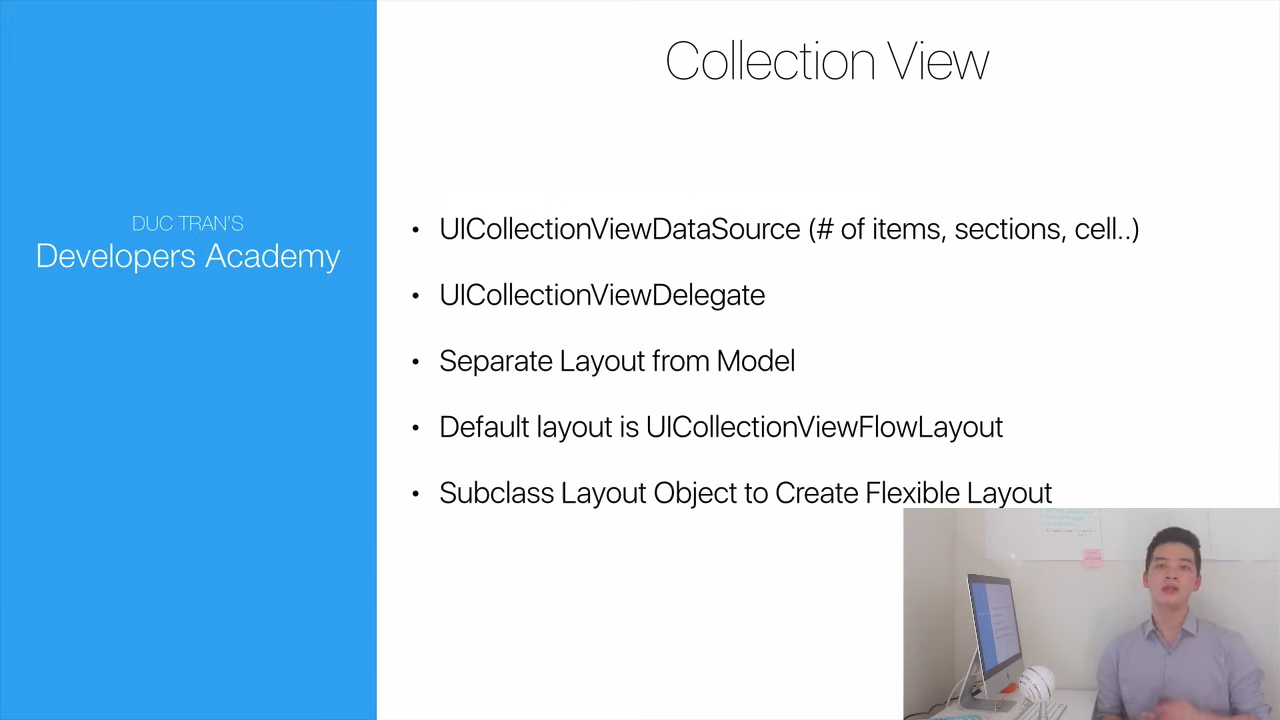 Collection View
DUC TRAN'S
Developers Academy
• UICollectionViewDataSource (# of items, sections, cell..)
• UICollectionViewDelegate
• Separate Layout from Model
• Default layout is UICollectionViewFlowLayout
• Subclass Layout Object to Create Flexible Layout